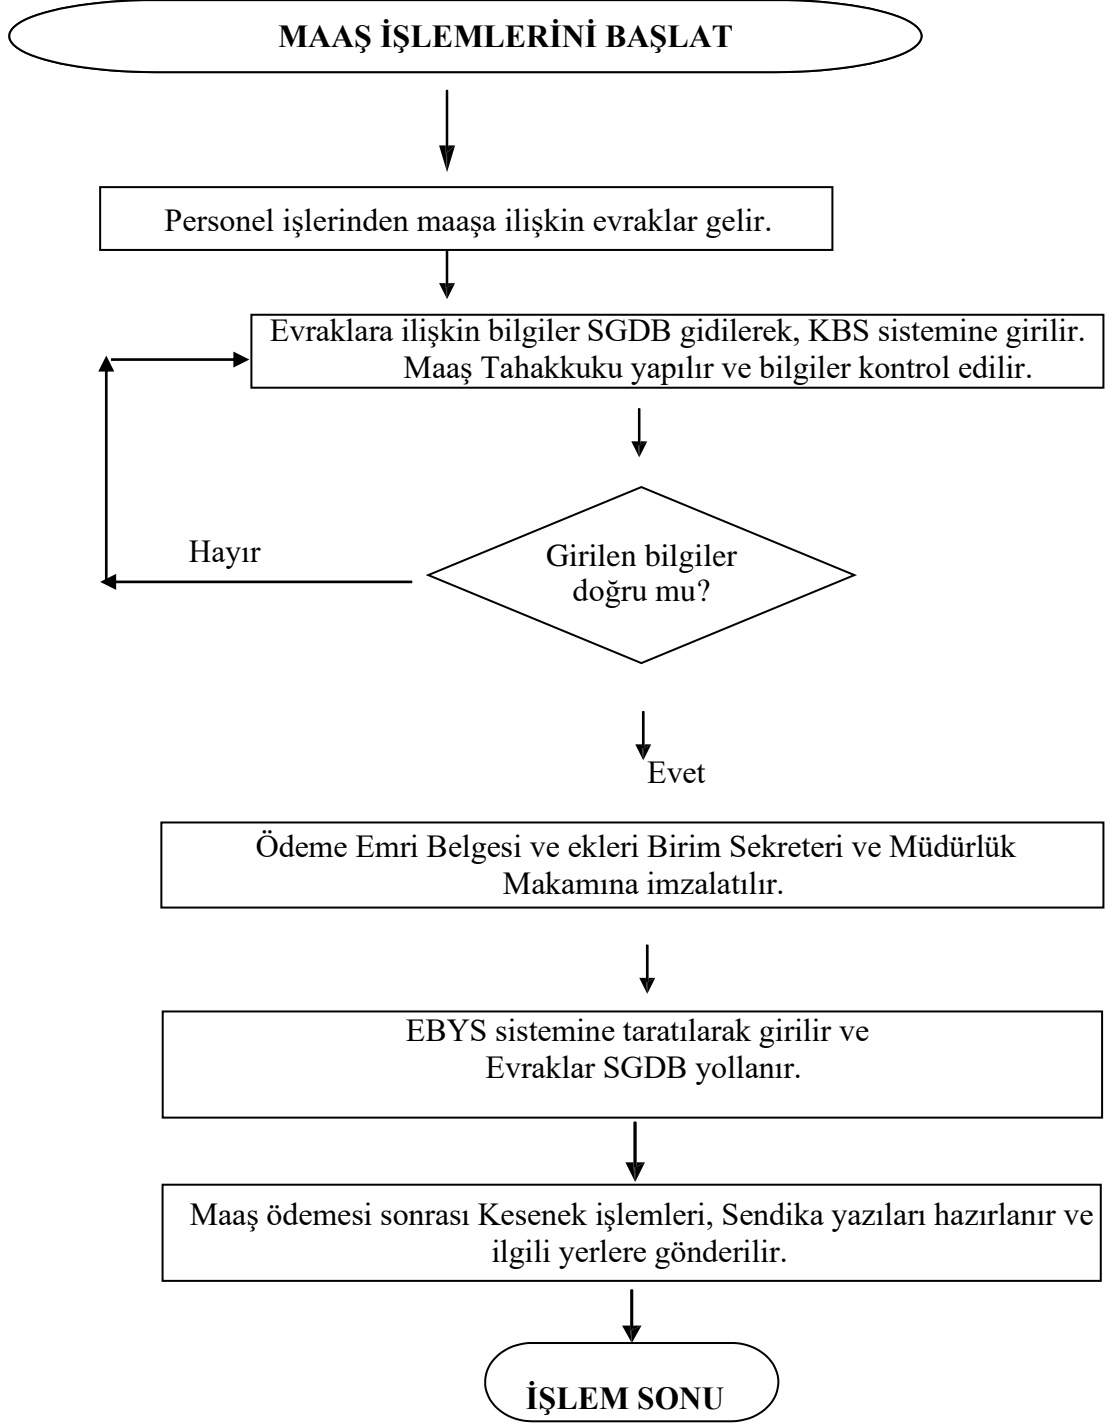 MAAŞ İŞLEMLERİNİ BAŞLAT
Personel işlerinden maaşa ilişkin evraklar gelir.
Evraklara ilişkin bilgiler SGDB gidilerek, KBS sistemine girilir.
Maaş Tahakkuku yapılır ve bilgiler kontrol edilir.
Hayır
Girilen bilgiler
doğru mu?
Evet
Ödeme Emri Belgesi ve ekleri Birim Sekreteri ve Müdürlük
Makamına imzalatılır.
EBYS sistemine taratılarak girilir ve
Evraklar SGDB yollanır.
Maaş ödemesi sonrası Kesenek işlemleri, Sendika yazıları hazırlanır ve
ilgili yerlere gönderilir.
İŞLEM SONU